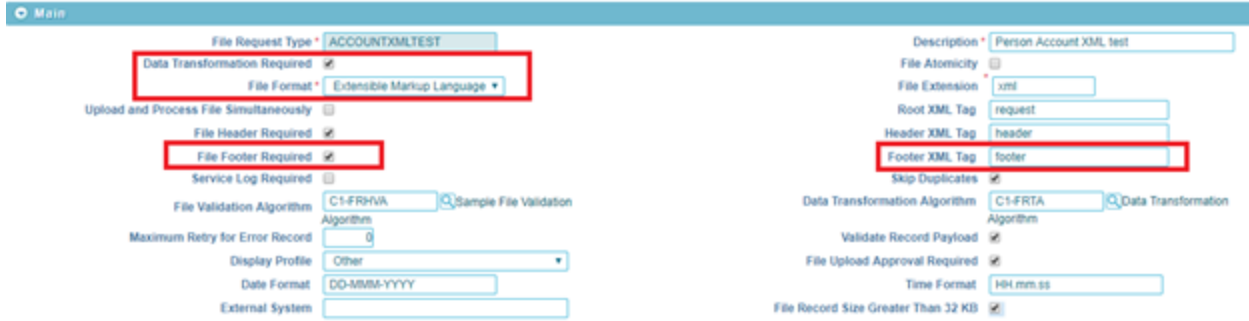 Main
File Request Type * ACCOUNTXMLTEST Description * Person Account XML test
Data Transformation Required File Atomicity
File Format * Extensible Markup Language File Extension * xml
Upload and Process File Simultaneously Root XML Tag request
File Header Required Header XML Tag header
File Footer Required Footer XML Tag footer
Service Log Required Skip Duplicates
File Validation Algorithm C1-FRHVA Sample File Validation Data Transformation Algorithm C1-FRTA Data Transformation
Algorithm Algorithm
Maximum Retry for Error Record 0 Validate Record Payload
Display Profile Other File Upload Approval Required
Date Format DD-MMM-YYYY Time Format HH.mm.ss
External System File Record Size Greater Than 32 KB